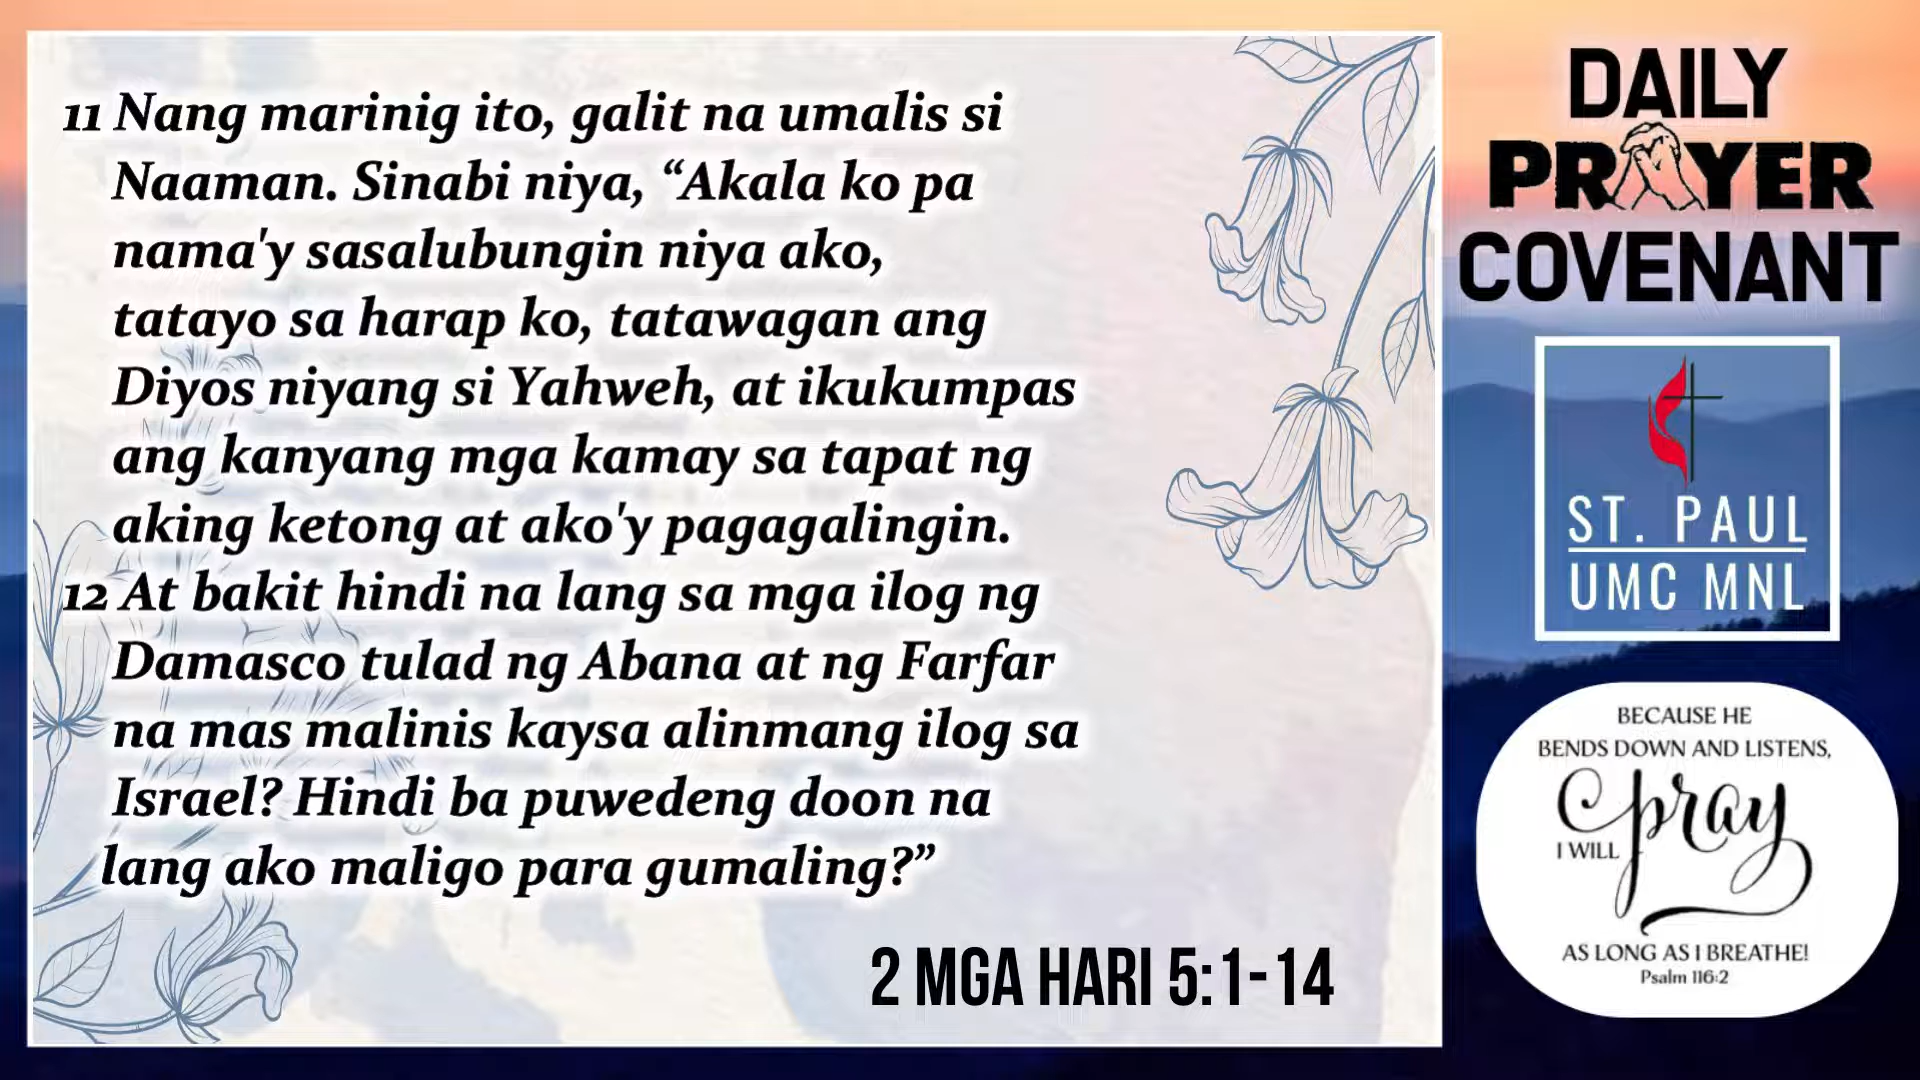 11 Nang marinig ito, galit na umalis si
Naaman. Sinabi niya, “Akala ko pa
nama'y sasalubungin niya ako,
tatayo sa harap ko, tatawagan ang
Diyos niyang si Yahweh, at ikukumpas
ang kanyang mga kamay sa tapat ng
aking ketong at ako'y pagagalingin.
12 At bakit hindi na lang sa mga ilog ng
Damasco tulad ng Abana at ng Farfar
na mas malinis kaysa alinmang ilog sa
Israel? Hindi ba puwedeng doon na
lang ako maligo para gumaling?”
2 MGA HARI 5:1-14
DAILY
PRAYER
COVENANT
ST. PAUL
UMC MNL
BECAUSE HE
BENDS DOWN AND LISTENS,
I WILL pray
AS LONG AS I BREATHE!
Psalm 116:2